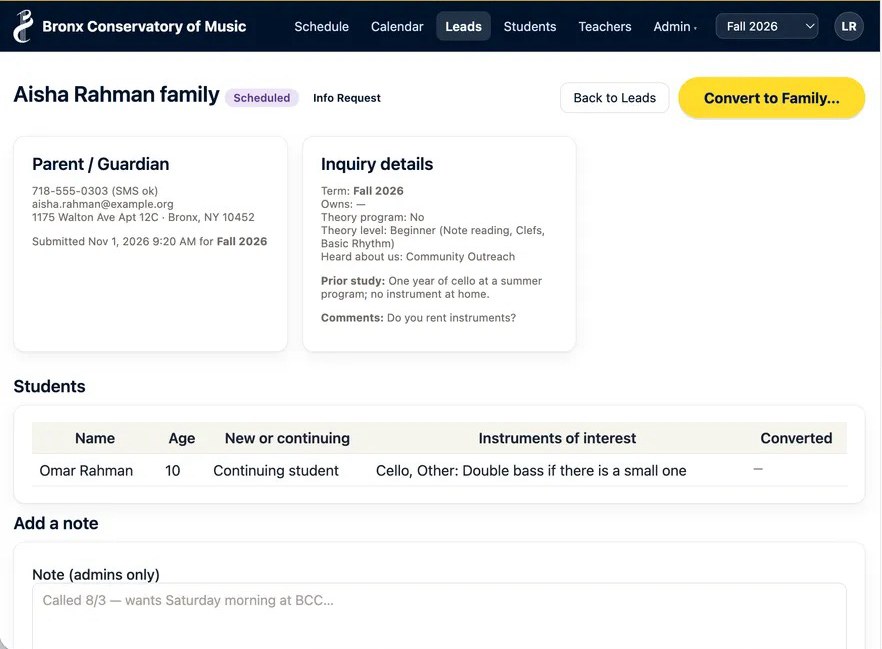 Bronx Conservatory of Music Schedule Calendar Leads Students Teachers Admin Fall 2026 LR
Aisha Rahman family Scheduled Info Request Back to Leads Convert to Family...
Parent / Guardian
718-555-0303 (SMS ok)
aisha.rahman@example.org
1175 Walton Ave Apt 12C · Bronx, NY 10452
Submitted Nov 1, 2026 9:20 AM for Fall 2026
Inquiry details
Term: Fall 2026
Owns: —
Theory program: No
Theory level: Beginner (Note reading, Clefs,
Basic Rhythm)
Heard about us: Community Outreach
Prior study: One year of cello at a summer
program; no instrument at home.
Comments: Do you rent instruments?
Students
Name Age New or continuing Instruments of interest Converted
Omar Rahman 10 Continuing student Cello, Other: Double bass if there is a small one —
Add a note
Note (admins only)
Called 8/3 — wants Saturday morning at BCC...